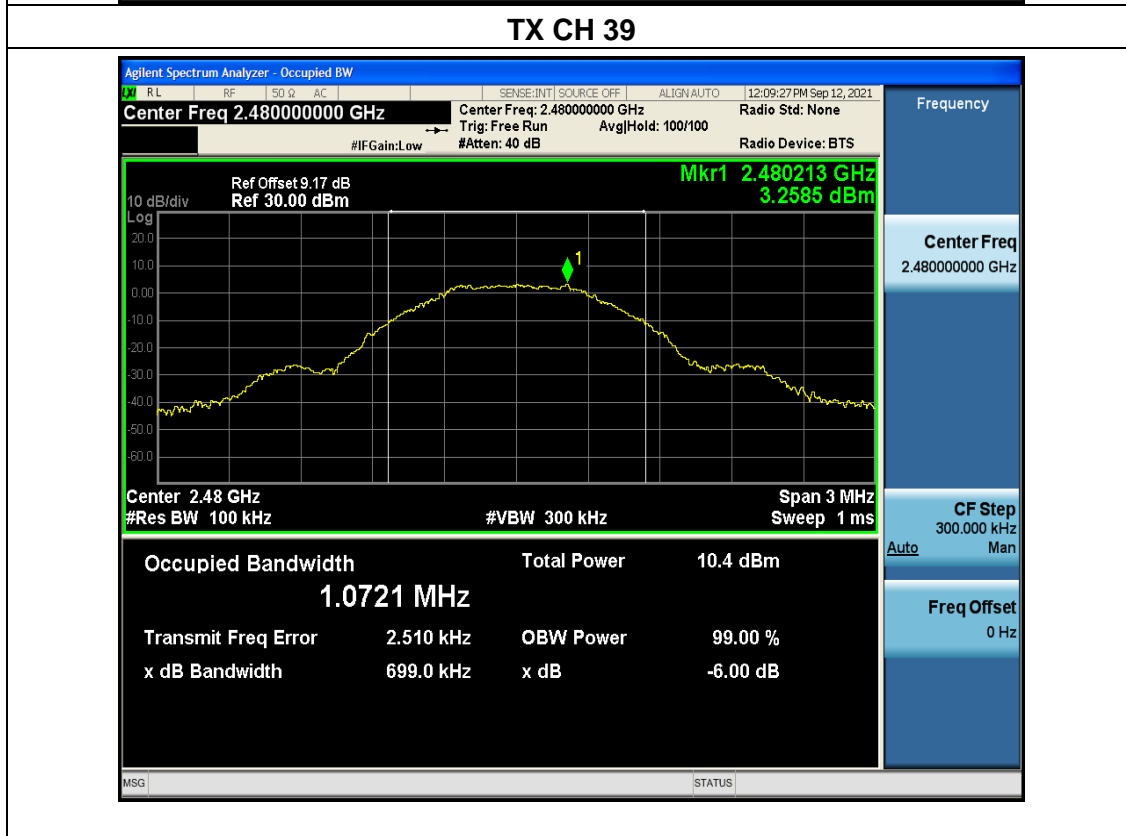 TX CH 39
Agilent Spectrum Analyzer - Occupied BW
LXI RL RF 50 Ω AC SENSE:INT SOURCE OFF ALIGN AUTO 12:09:27 PM Sep 12, 2021
Center Freq 2.480000000 GHz
Center Freq: 2.480000000 GHz
Radio Std: None
Trig: Free Run Avg|Hold: 100/100
#IFGain:Low #Atten: 40 dB
Radio Device: BTS
Frequency
Mkr1 2.480213 GHz
3.2585 dBm
Ref Offset 9.17 dB
10 dB/div Ref 30.00 dBm
Log
20.0
10.0
0.00
-10.0
-20.0
-30.0
-40.0
-50.0
-60.0
1
Center 2.48 GHz Span 3 MHz
#Res BW 100 kHz #VBW 300 kHz Sweep 1 ms
Occupied Bandwidth Total Power 10.4 dBm
1.0721 MHz
Transmit Freq Error 2.510 kHz OBW Power 99.00 %
x dB Bandwidth 699.0 kHz x dB -6.00 dB
Center Freq
2.480000000 GHz
CF Step
300.000 kHz
Auto Man
Freq Offset
0 Hz
MSG STATUS